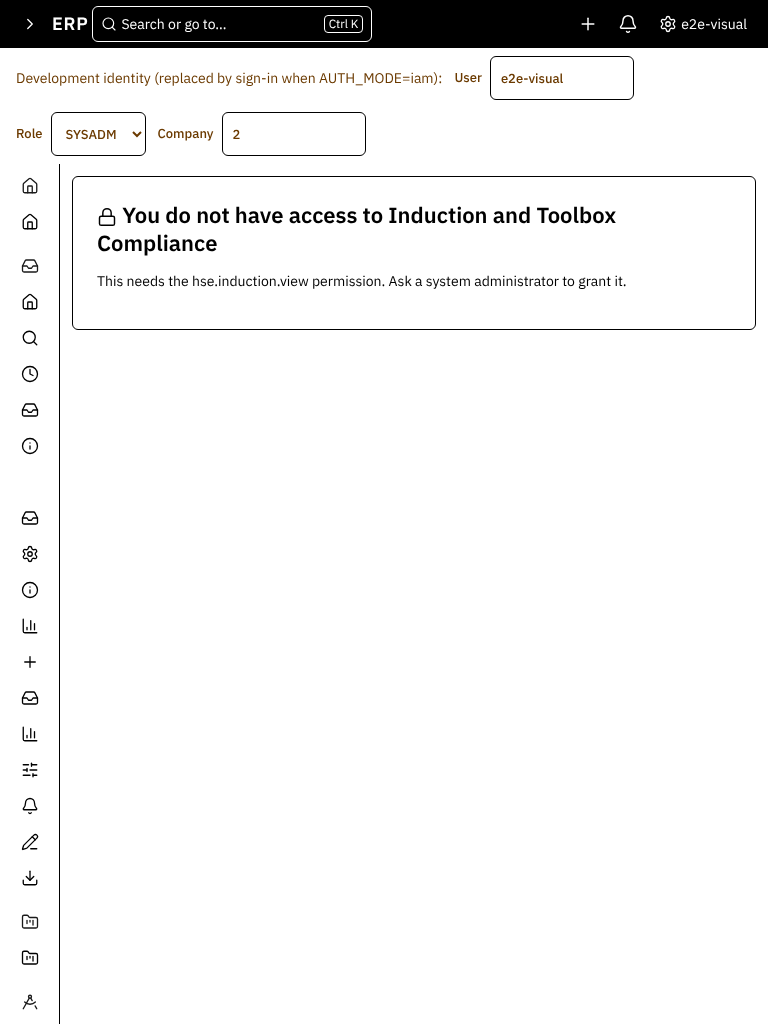 ERP
Search or go to... Ctrl K
e2e-visual
Development identity (replaced by sign-in when AUTH_MODE=iam): User e2e-visual
Role SYSADM Company 2
You do not have access to Induction and Toolbox
Compliance
This needs the hse.induction.view permission. Ask a system administrator to grant it.